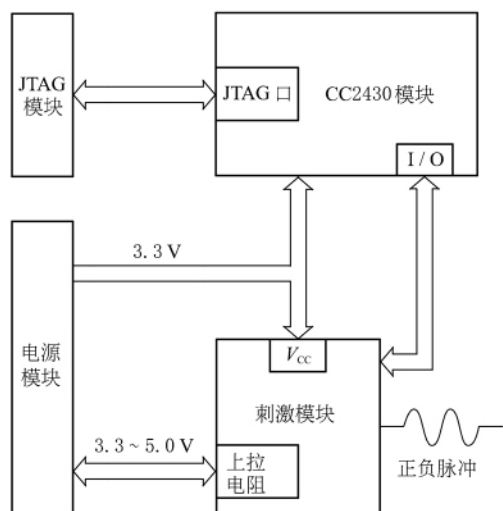 JTAG
模块
JTAG 口
CC2430 模块
I / O
3. 3 V
电源
模块
V_CC
刺激模块
3. 3 ~ 5. 0 V
上拉
电阻
正负脉冲